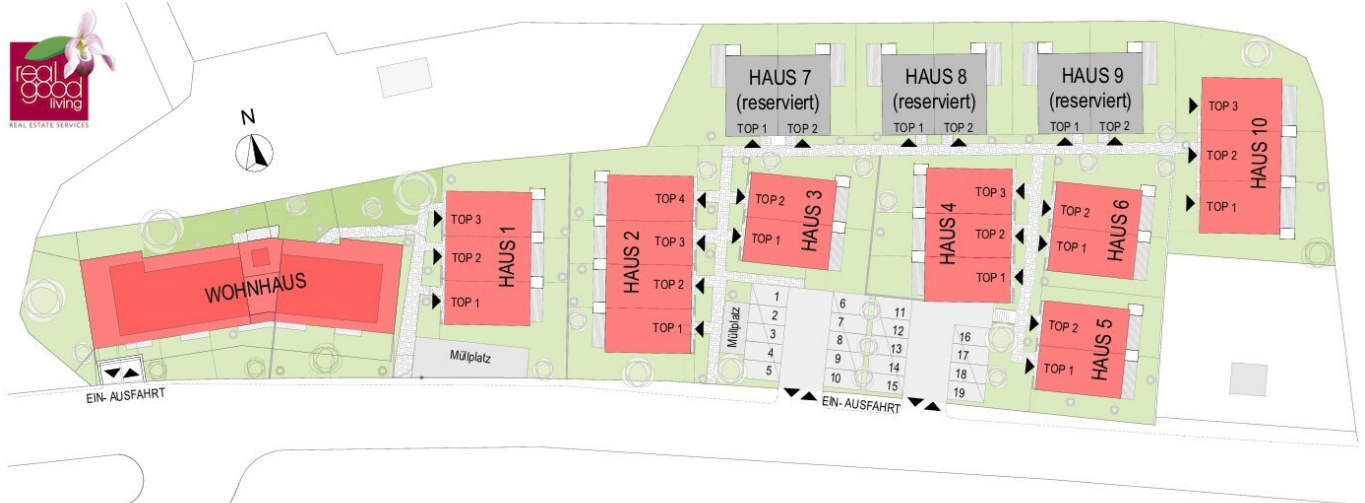 real
good
living
REAL ESTATE SERVICES
N
WOHNHAUS
EIN- AUSFAHRT
TOP 3
TOP 2
TOP 1
HAUS 1
Müllplatz
HAUS 2
TOP 4
TOP 3
TOP 2
TOP 1
HAUS 7
(reserviert)
TOP 1
TOP 2
HAUS 8
(reserviert)
TOP 1
TOP 2
HAUS 9
(reserviert)
TOP 1
TOP 2
TOP 3
TOP 2
TOP 1
HAUS 10
TOP 2
TOP 1
HAUS 3
HAUS 4
TOP 3
TOP 2
TOP 1
TOP 2
TOP 1
HAUS 6
TOP 2
TOP 1
HAUS 5
Müllplatz
1
2
3
4
5
6
7
8
9
10
11
12
13
14
15
16
17
18
19
EIN- AUSFAHRT